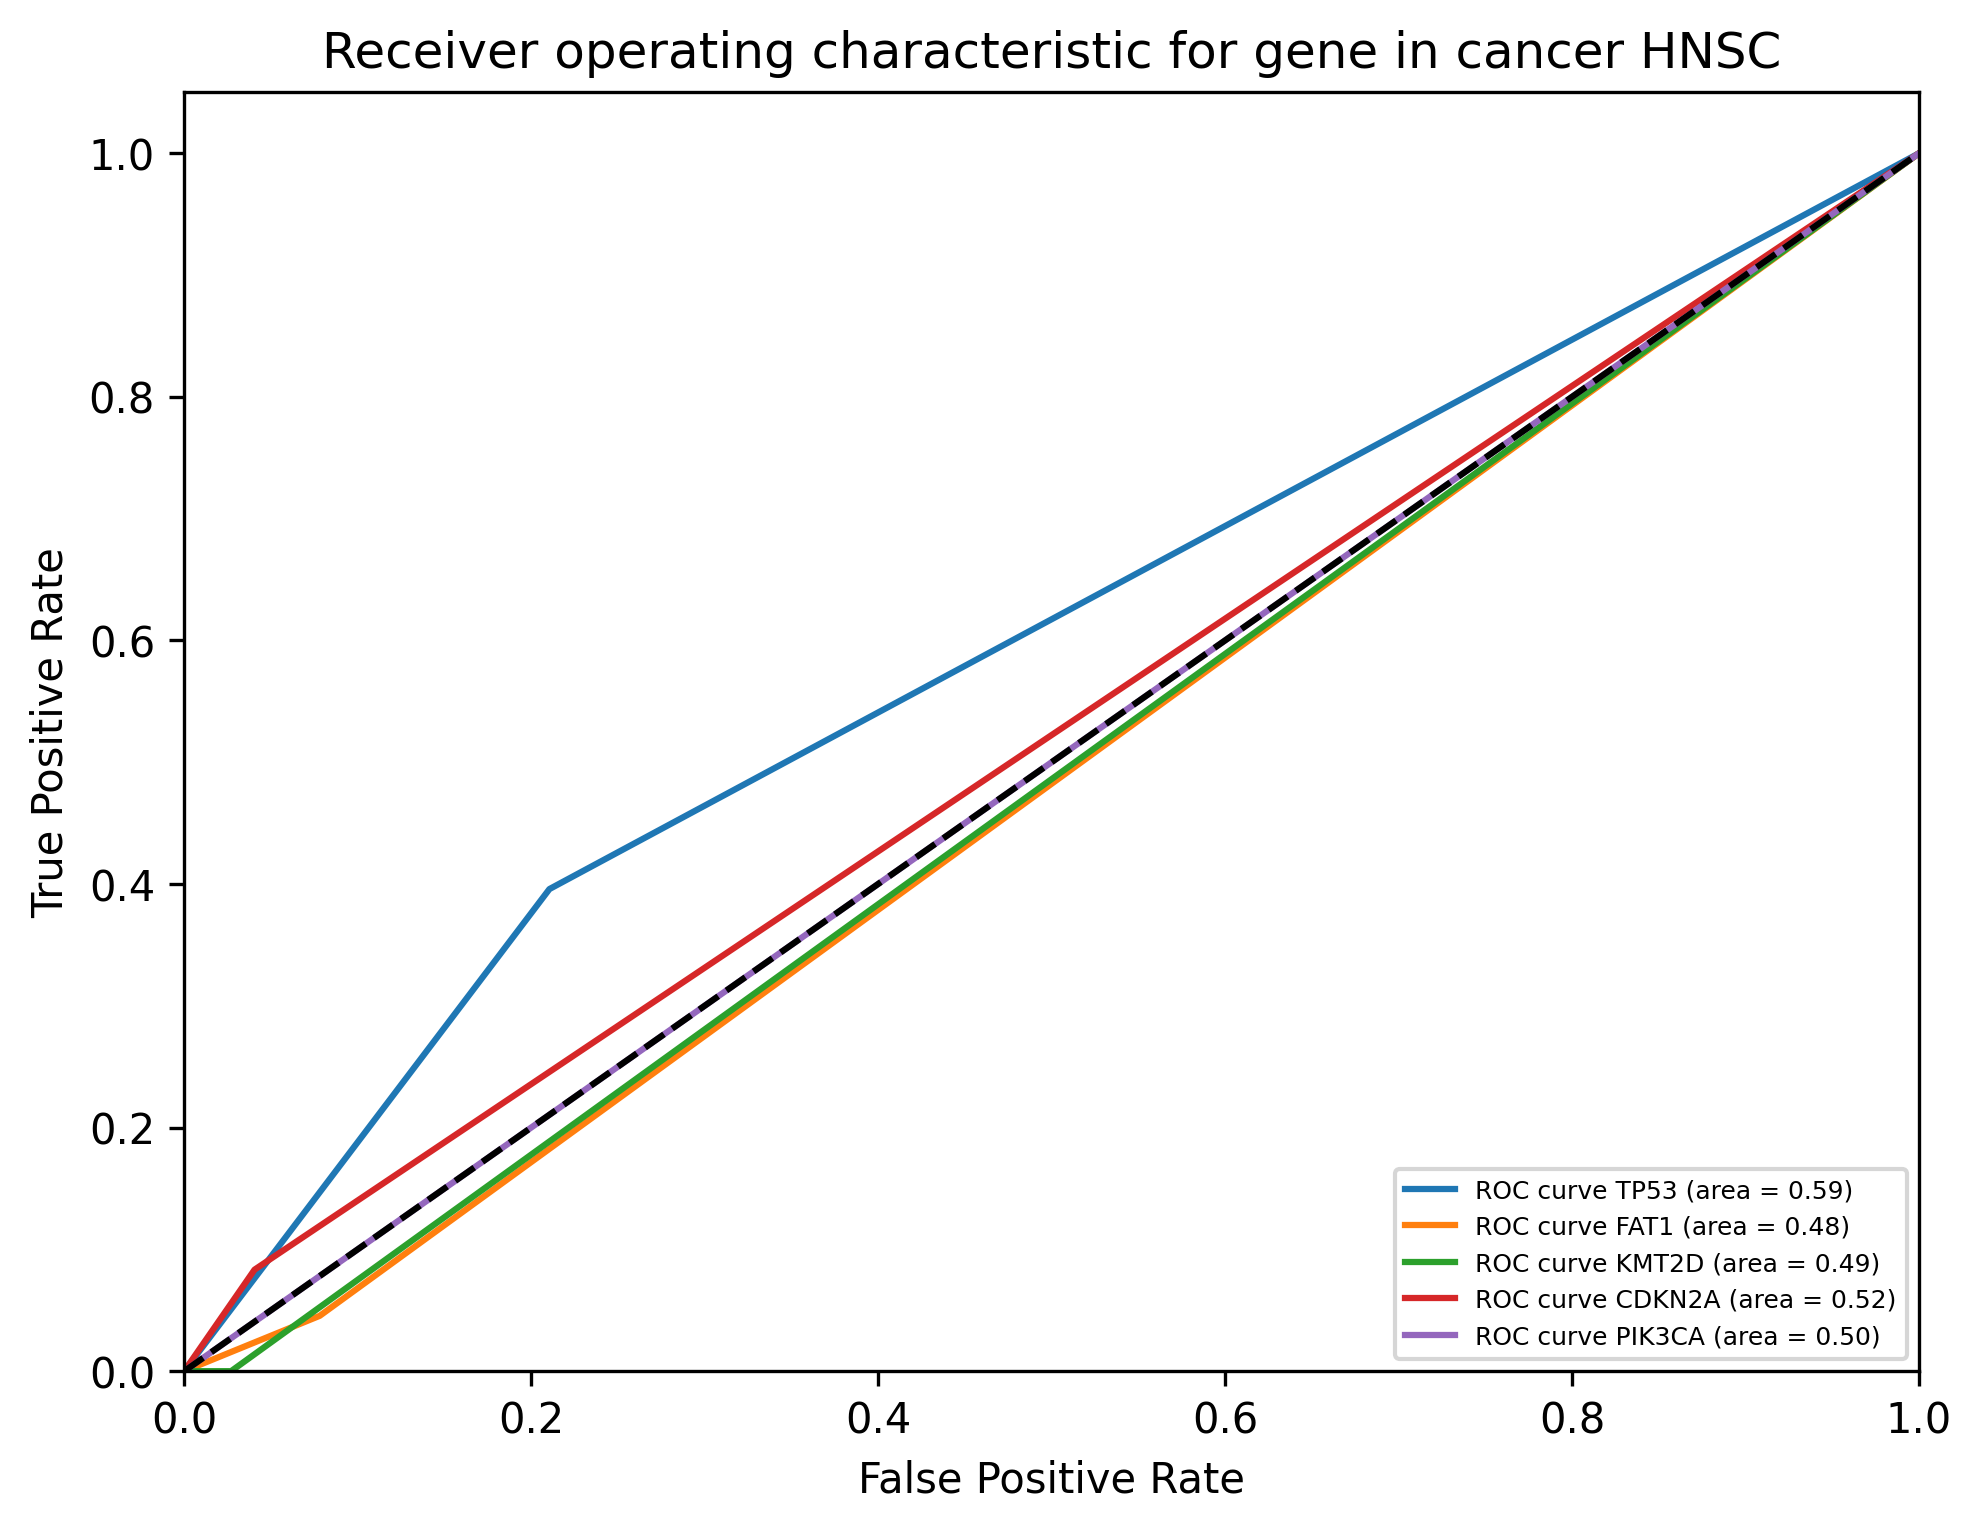 Receiver operating characteristic for gene in cancer HNSC
1.0
0.8
0.6
0.4
0.2
0.0
True Positive Rate
ROC curve TP53 (area = 0.59)
ROC curve FAT1 (area = 0.48)
ROC curve KMT2D (area = 0.49)
ROC curve CDKN2A (area = 0.52)
ROC curve PIK3CA (area = 0.50)
0.0 0.2 0.4 0.6 0.8 1.0
False Positive Rate